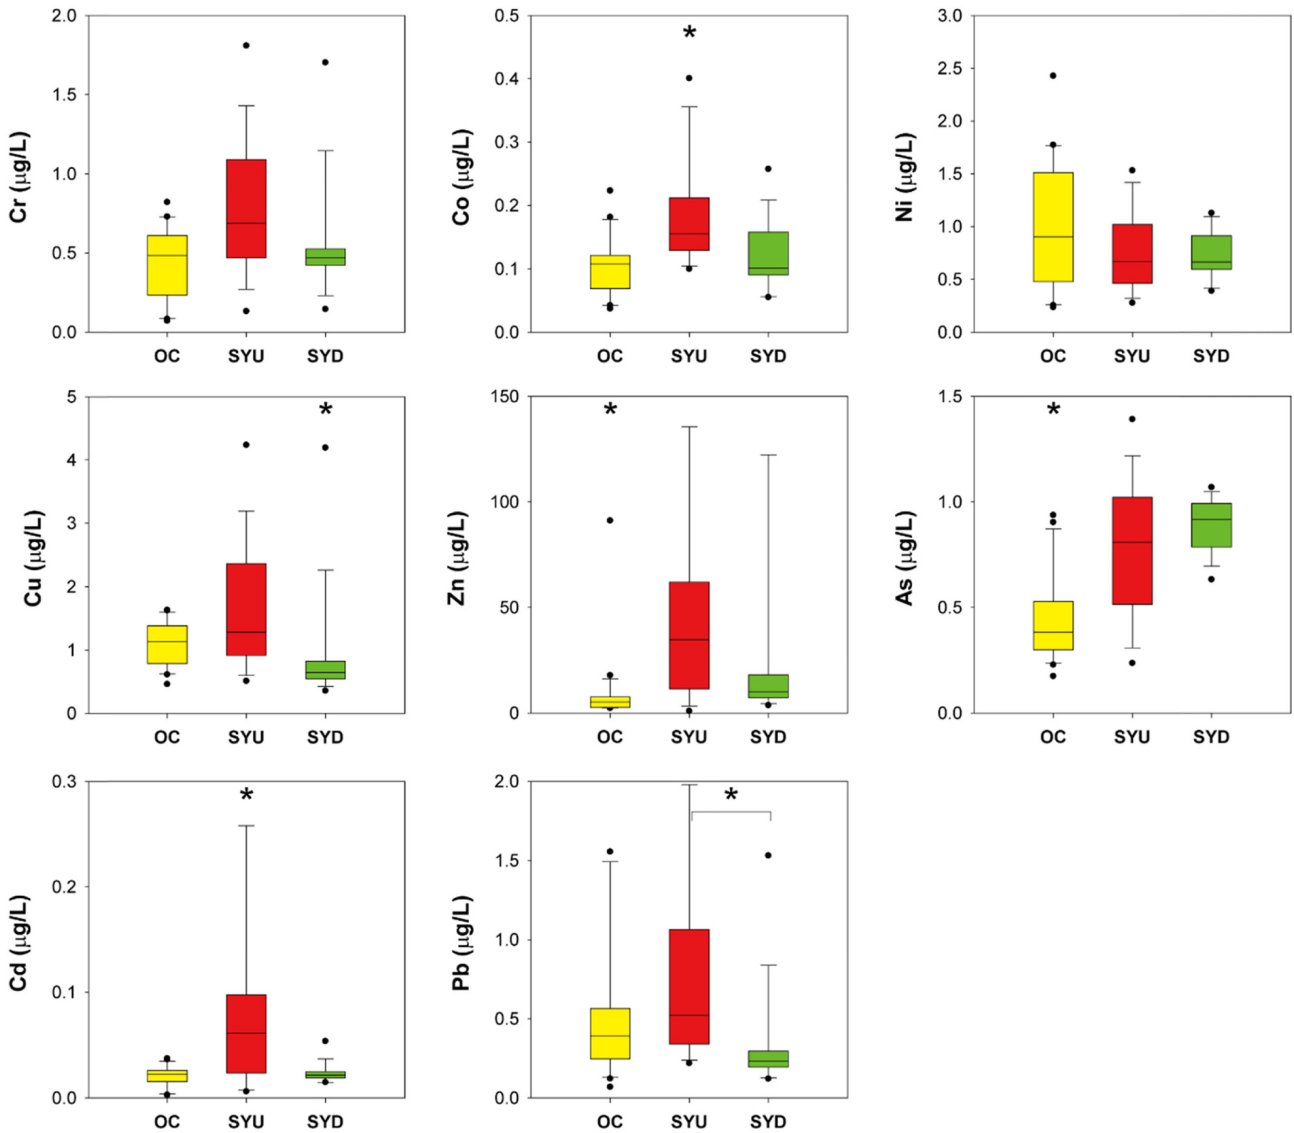 Cr (µg/L)
2.0
1.5
1.0
0.5
0.0
OC SYU SYD
Co (µg/L)
0.5
0.4
0.3
0.2
0.1
0.0
*
OC SYU SYD
Ni (µg/L)
3.0
2.5
2.0
1.5
1.0
0.5
0.0
OC SYU SYD
Cu (µg/L)
5
4
3
2
1
0
*
OC SYU SYD
Zn (µg/L)
150
100
50
0
*
OC SYU SYD
As (µg/L)
1.5
1.0
0.5
0.0
*
OC SYU SYD
Cd (µg/L)
0.3
0.2
0.1
0.0
*
OC SYU SYD
Pb (µg/L)
2.0
1.5
1.0
0.5
0.0
*
OC SYU SYD